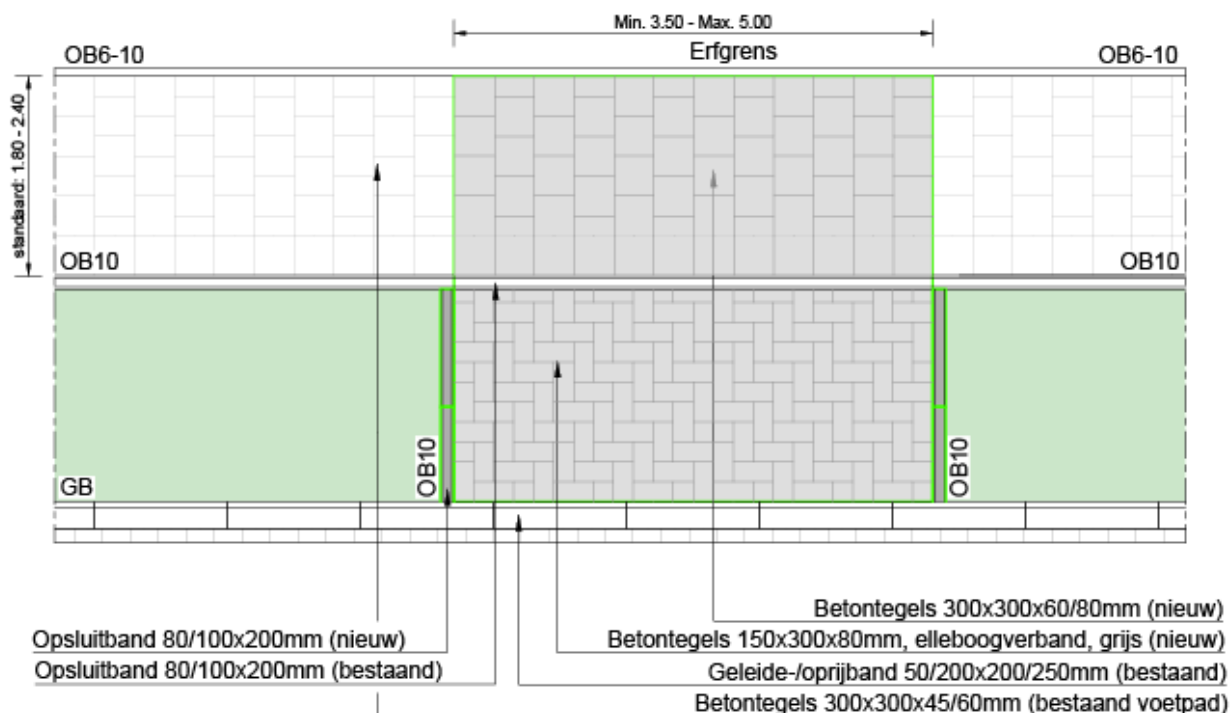 Min. 3.50 - Max. 5.00
OB6-10
Erfgrens
OB6-10
standaard: 1.80 - 2.40
OB10
OB10
OB10
OB10
GB
Betontegels 300x300x60/80mm (nieuw)
Opsluitband 80/100x200mm (nieuw)
Betontegels 150x300x80mm, elleboogverband, grijs (nieuw)
Opsluitband 80/100x200mm (bestaand)
Geleide-/oprijband 50/200x200/250mm (bestaand)
Betontegels 300x300x45/60mm (bestaand voetpad)